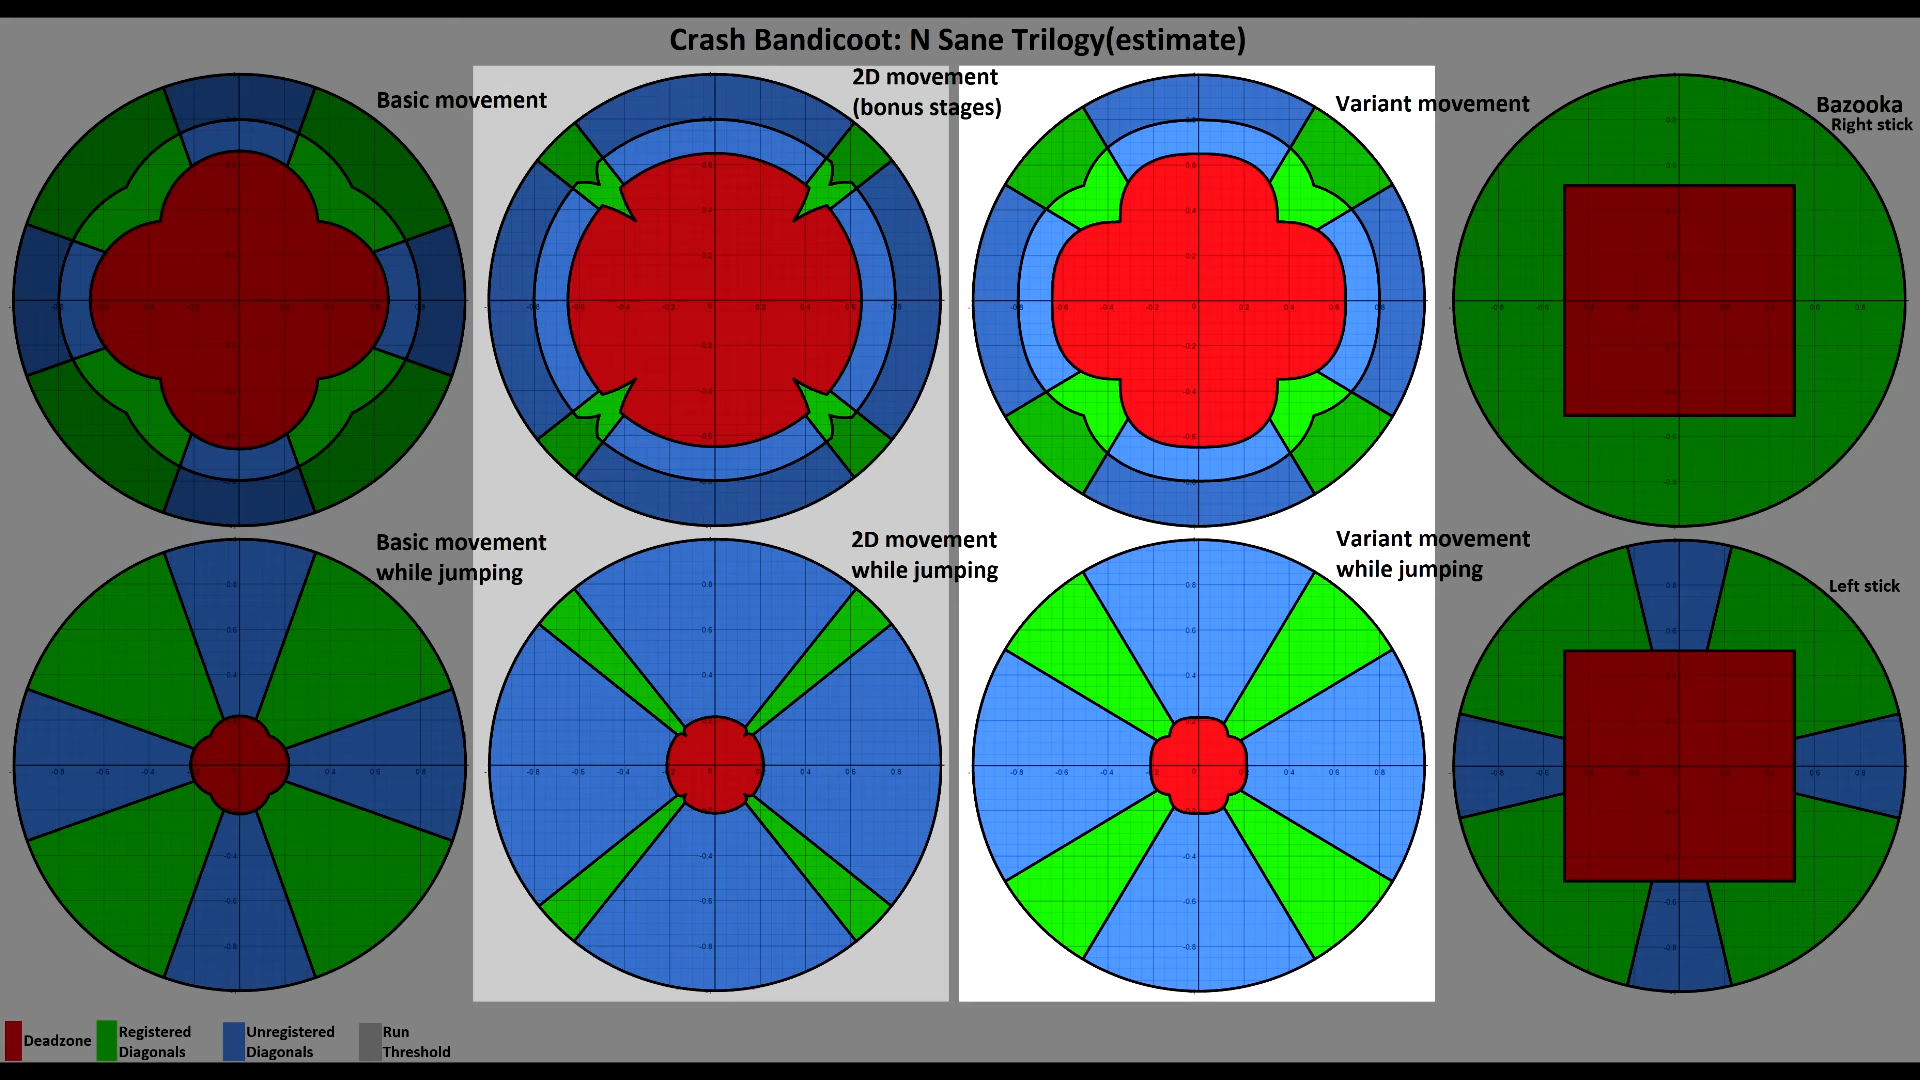 Crash Bandicoot: N Sane Trilogy(estimate)
Basic movement
2D movement
(bonus stages)
Variant movement
Bazooka
Right stick
Basic movement
while jumping
2D movement
while jumping
Variant movement
while jumping
Left stick
Deadzone
Registered
Diagonals
Unregistered
Diagonals
Run
Threshold